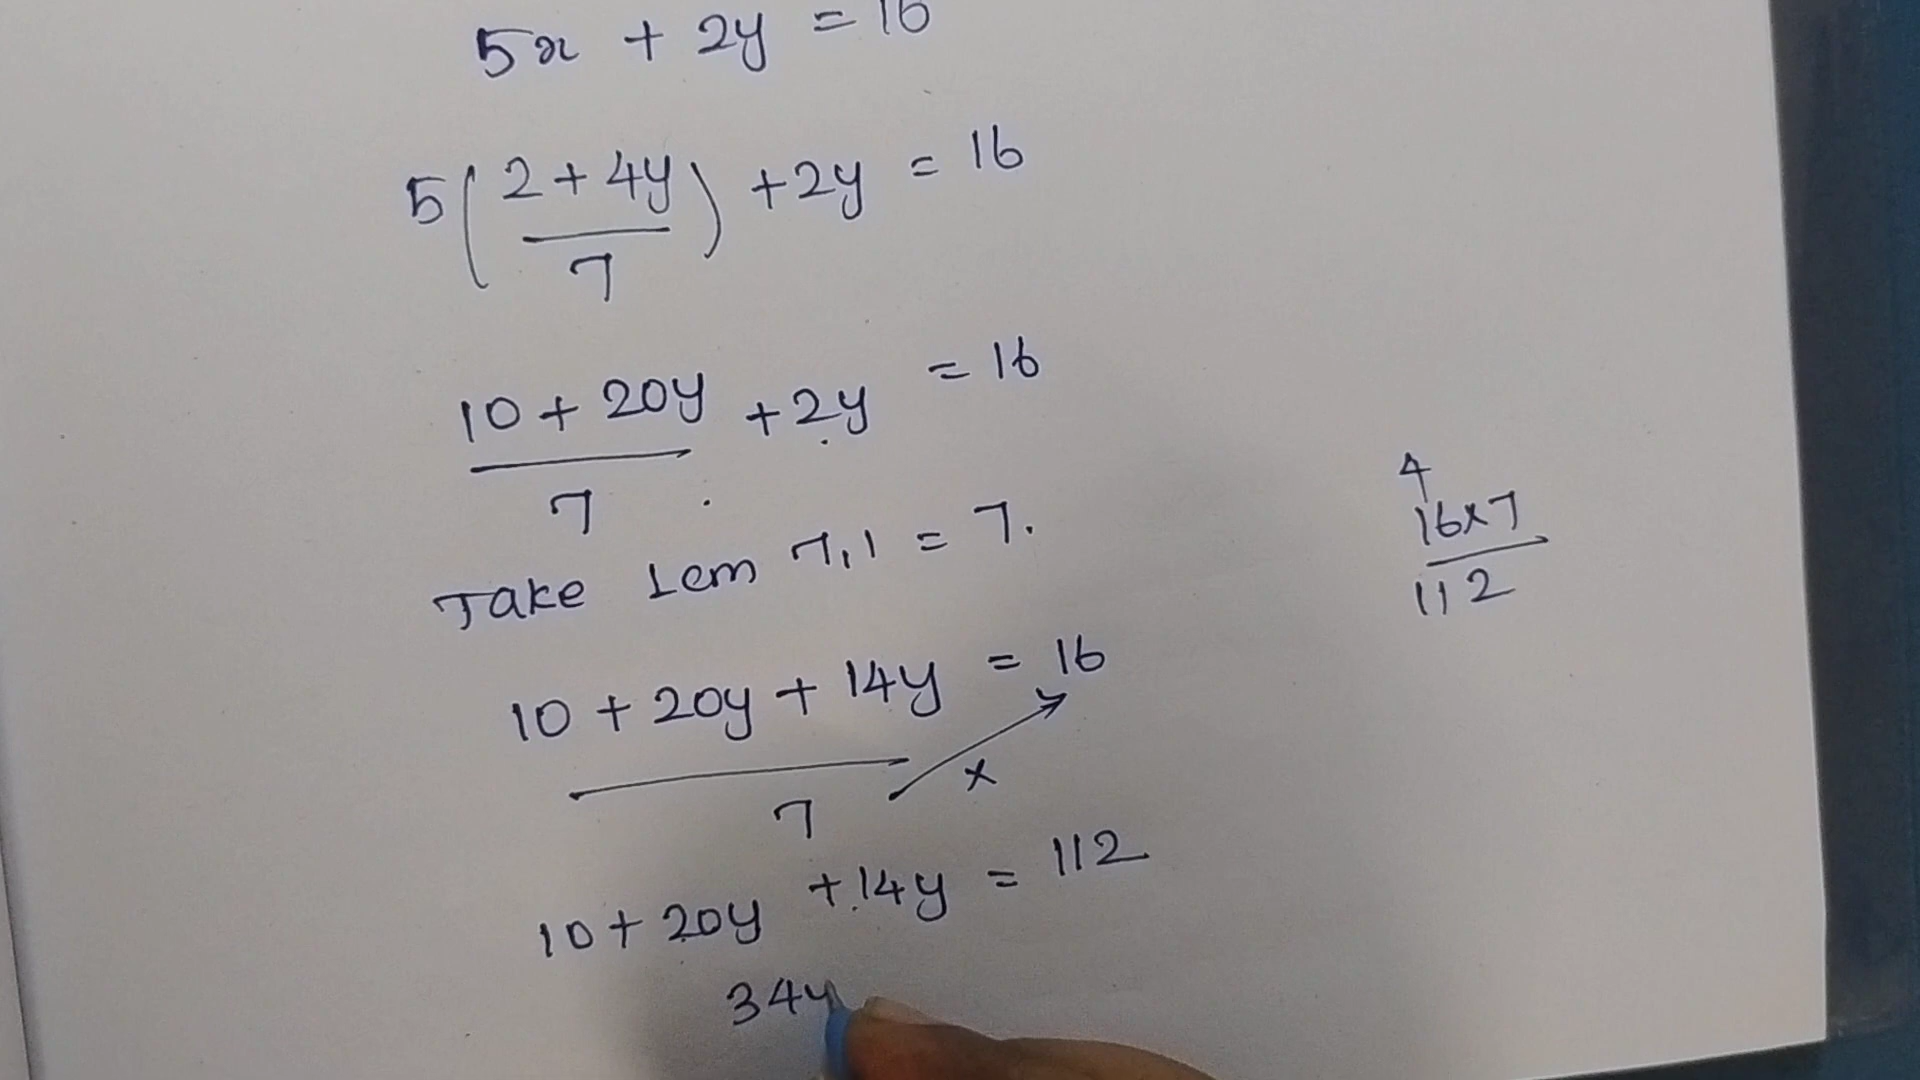 5x + 2y = 16
5(2+4y/7) +2y = 16
10 + 20y/7 +2y = 16
Take lcm 7,1 = 7.
4
16x7
112
10 + 20y + 14y/7 = 16
x
10 + 20y + 14y = 112
34y